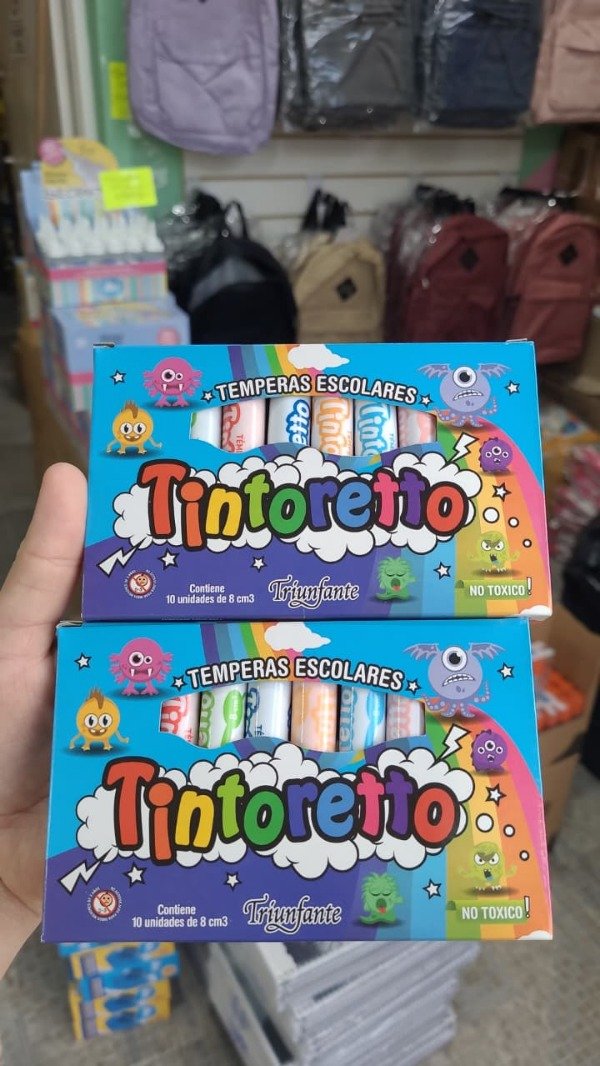 TEMPERAS ESCOLARES
Tintoretto
Contiene
10 unidades de 8 cm3
Triunfante
NO TOXICO!
TEMPERAS ESCOLARES
Tintoretto
Contiene
10 unidades de 8 cm3
Triunfante
NO TOXICO!